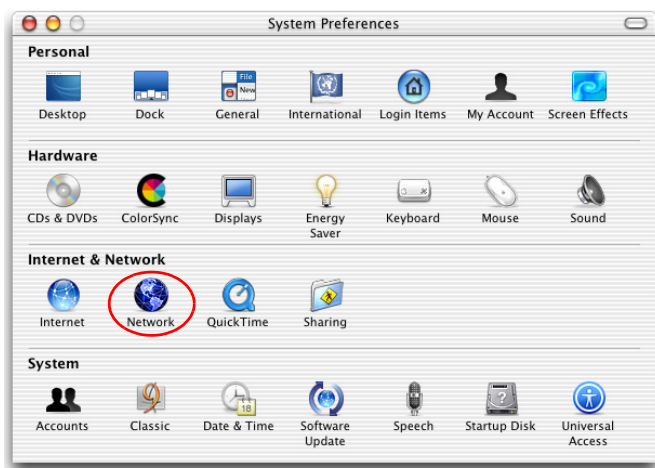 System Preferences
Personal
File
New
Desktop Dock General International Login Items My Account Screen Effects
Hardware
CDs & DVDs ColorSync Displays Energy Saver Keyboard Mouse Sound
Internet & Network
Internet Network QuickTime Sharing
System
18
?
Accounts Classic Date & Time Software Update Speech Startup Disk Universal Access